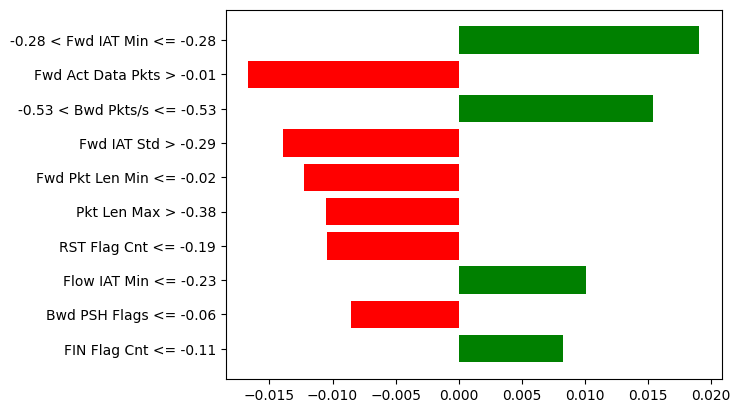 -0.28 < Fwd IAT Min <= -0.28
Fwd Act Data Pkts > -0.01
-0.53 < Bwd Pkts/s <= -0.53
Fwd IAT Std > -0.29
Fwd Pkt Len Min <= -0.02
Pkt Len Max > -0.38
RST Flag Cnt <= -0.19
Flow IAT Min <= -0.23
Bwd PSH Flags <= -0.06
FIN Flag Cnt <= -0.11
−0.015 −0.010 −0.005 0.000 0.005 0.010 0.015 0.020